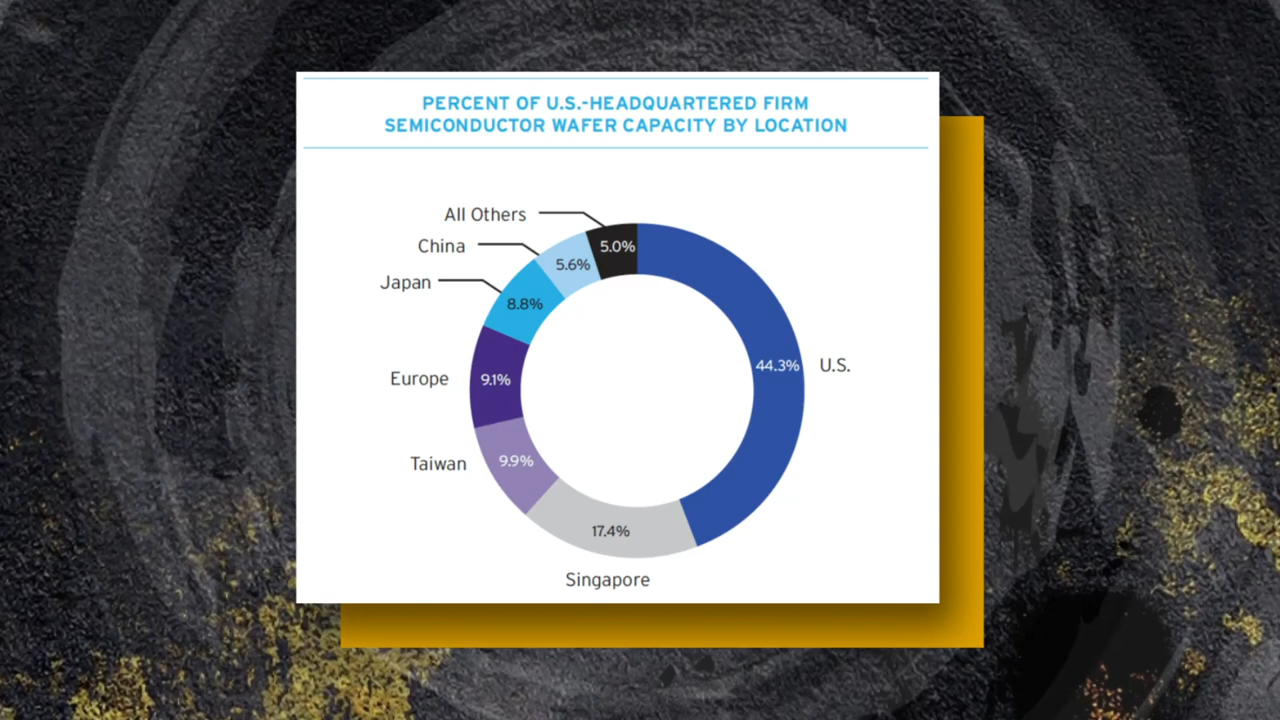 PERCENT OF U.S.-HEADQUARTERED FIRM
SEMICONDUCTOR WAFER CAPACITY BY LOCATION
All Others
5.0%
China
5.6%
Japan
8.8%
Europe
9.1%
Taiwan
9.9%
44.3%
U.S.
17.4%
Singapore